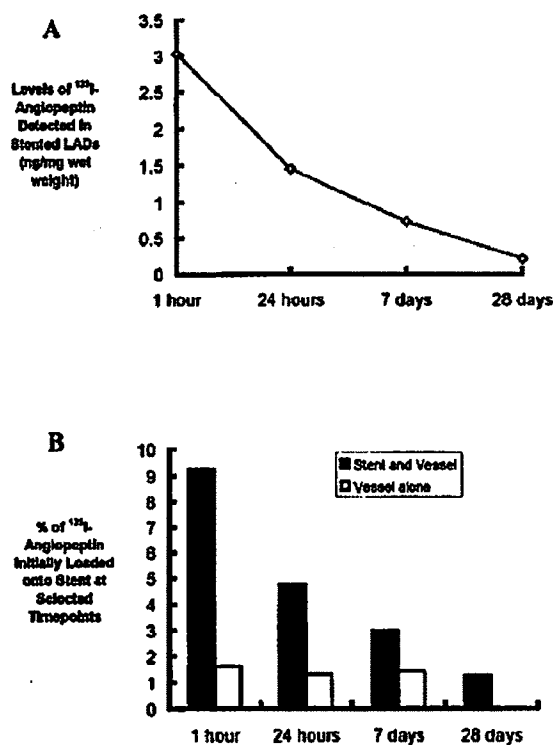 A
Levels of ¹²⁵I-
Angiopeptin
Detected in
Stented LADs
(ng/mg wet
weight)
3.5
3
2.5
2
1.5
1
0.5
0
1 hour 24 hours 7 days 28 days
B
% of ¹²⁵I-
Angiopeptin
Initially Loaded
onto Stent at
Selected
Timepoints
10
9
8
7
6
5
4
3
2
1
0
Stent and Vessel
Vessel alone
1 hour 24 hours 7 days 28 days